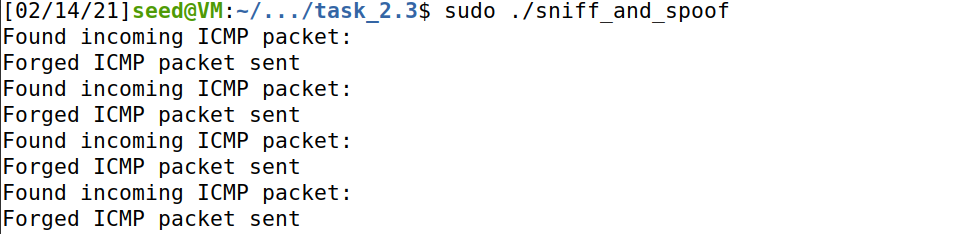 [02/14/21]seed@VM:~/.../task_2.3$ sudo ./sniff_and_spoof
Found incoming ICMP packet:
Forged ICMP packet sent
Found incoming ICMP packet:
Forged ICMP packet sent
Found incoming ICMP packet:
Forged ICMP packet sent
Found incoming ICMP packet:
Forged ICMP packet sent